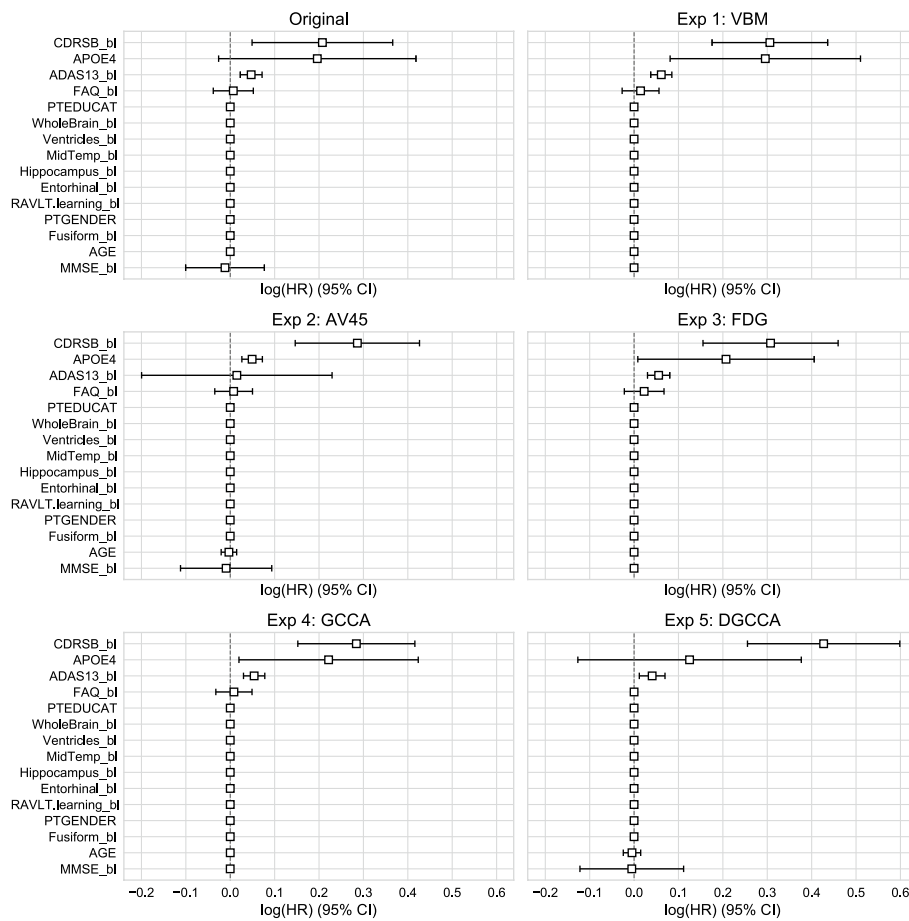 Original
Exp 1: VBM
CDRSB_bl
APOE4
ADAS13_bl
FAQ_bl
PTEDUCAT
WholeBrain_bl
Ventricles_bl
MidTemp_bl
Hippocampus_bl
Entorhinal_bl
RAVLT.learning_bl
PTGENDER
Fusiform_bl
AGE
MMSE_bl
log(HR) (95% CI)
log(HR) (95% CI)
Exp 2: AV45
Exp 3: FDG
CDRSB_bl
APOE4
ADAS13_bl
FAQ_bl
PTEDUCAT
WholeBrain_bl
Ventricles_bl
MidTemp_bl
Hippocampus_bl
Entorhinal_bl
RAVLT.learning_bl
PTGENDER
Fusiform_bl
AGE
MMSE_bl
log(HR) (95% CI)
log(HR) (95% CI)
Exp 4: GCCA
Exp 5: DGCCA
CDRSB_bl
APOE4
ADAS13_bl
FAQ_bl
PTEDUCAT
WholeBrain_bl
Ventricles_bl
MidTemp_bl
Hippocampus_bl
Entorhinal_bl
RAVLT.learning_bl
PTGENDER
Fusiform_bl
AGE
MMSE_bl
−0.2 −0.1 0.0 0.1 0.2 0.3 0.4 0.5 0.6
−0.2 −0.1 0.0 0.1 0.2 0.3 0.4 0.5 0.6
log(HR) (95% CI)
log(HR) (95% CI)